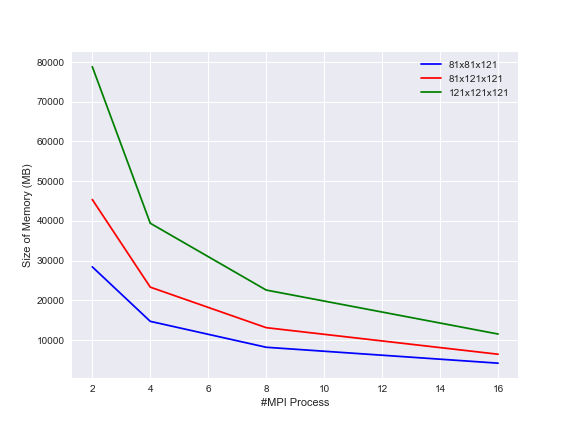 81x81x121
81x121x121
121x121x121
80000
70000
60000
50000
40000
30000
20000
10000
Size of Memory (MB)
2 4 6 8 10 12 14 16
#MPI Process